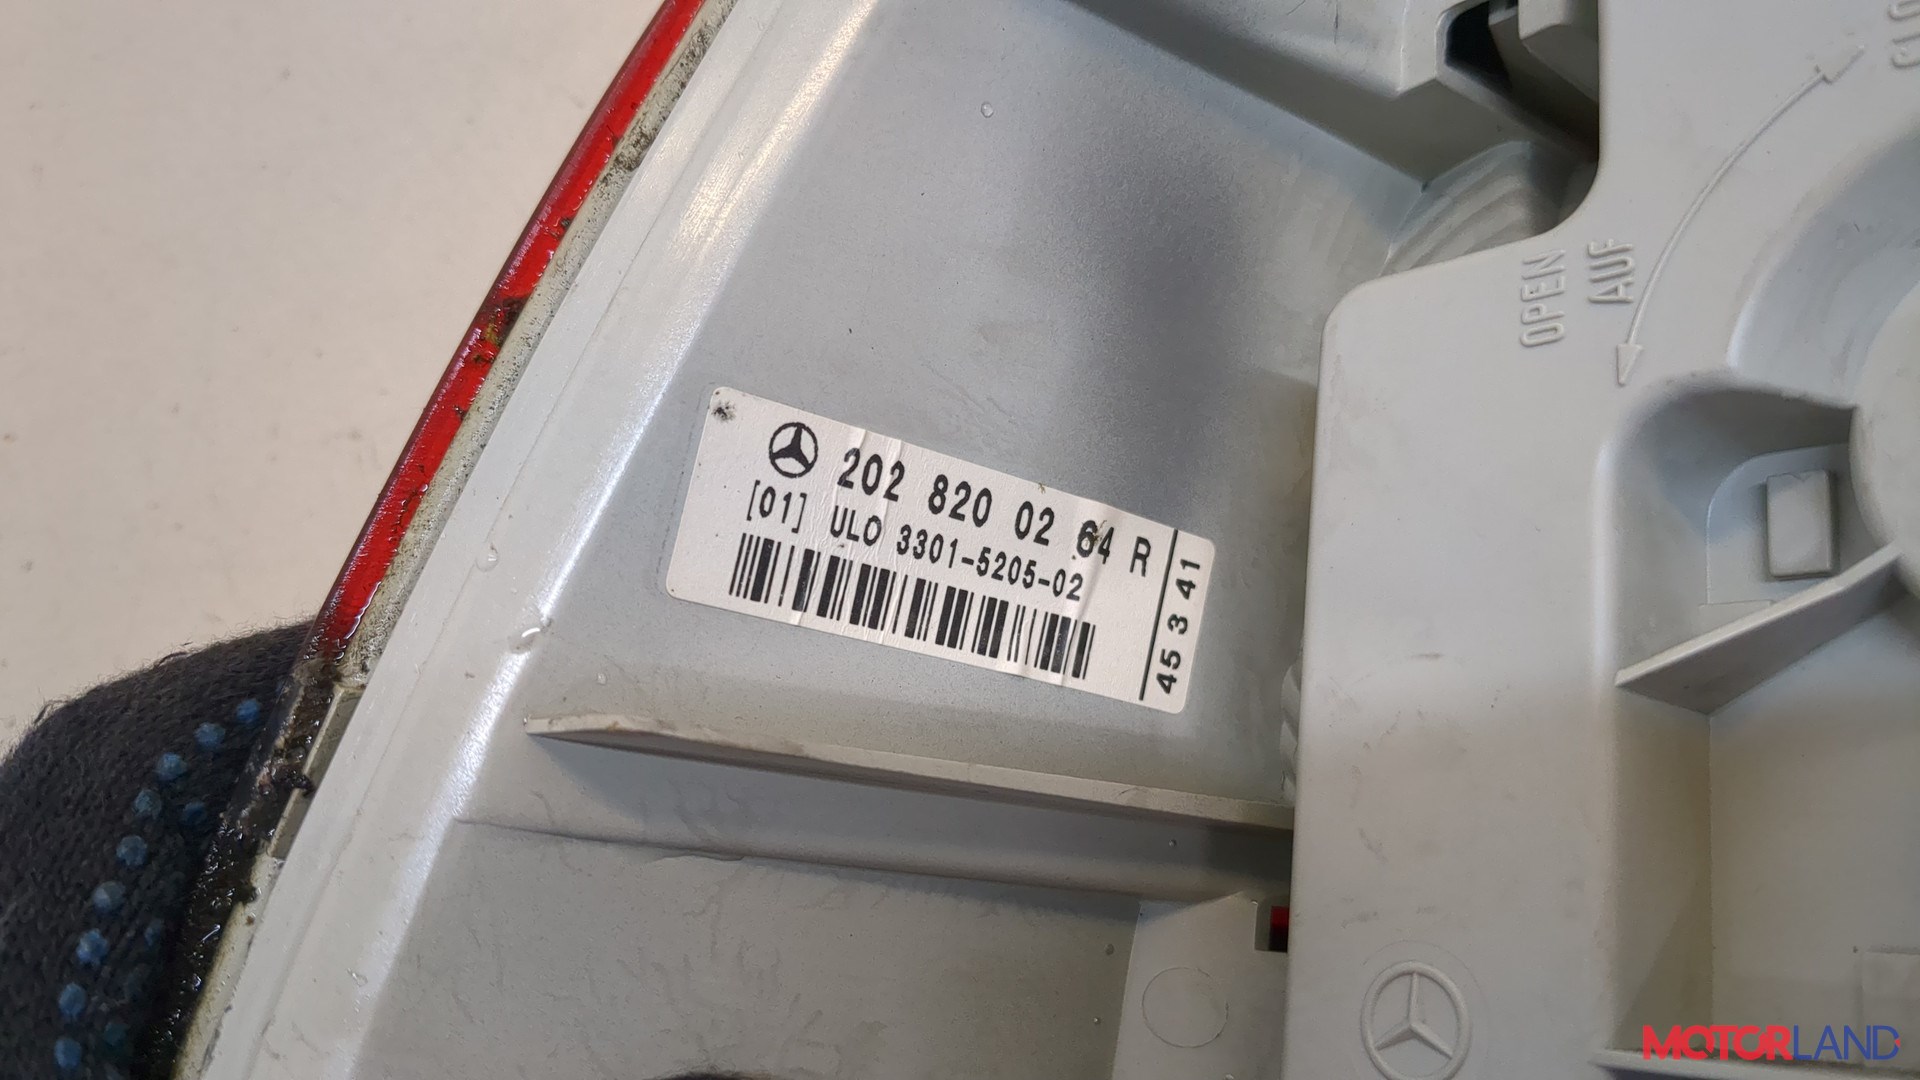 202 820 02 64 R
[01] ULO 3301-5205-02
45 3 41
OPEN
AUF
MOTORLAND